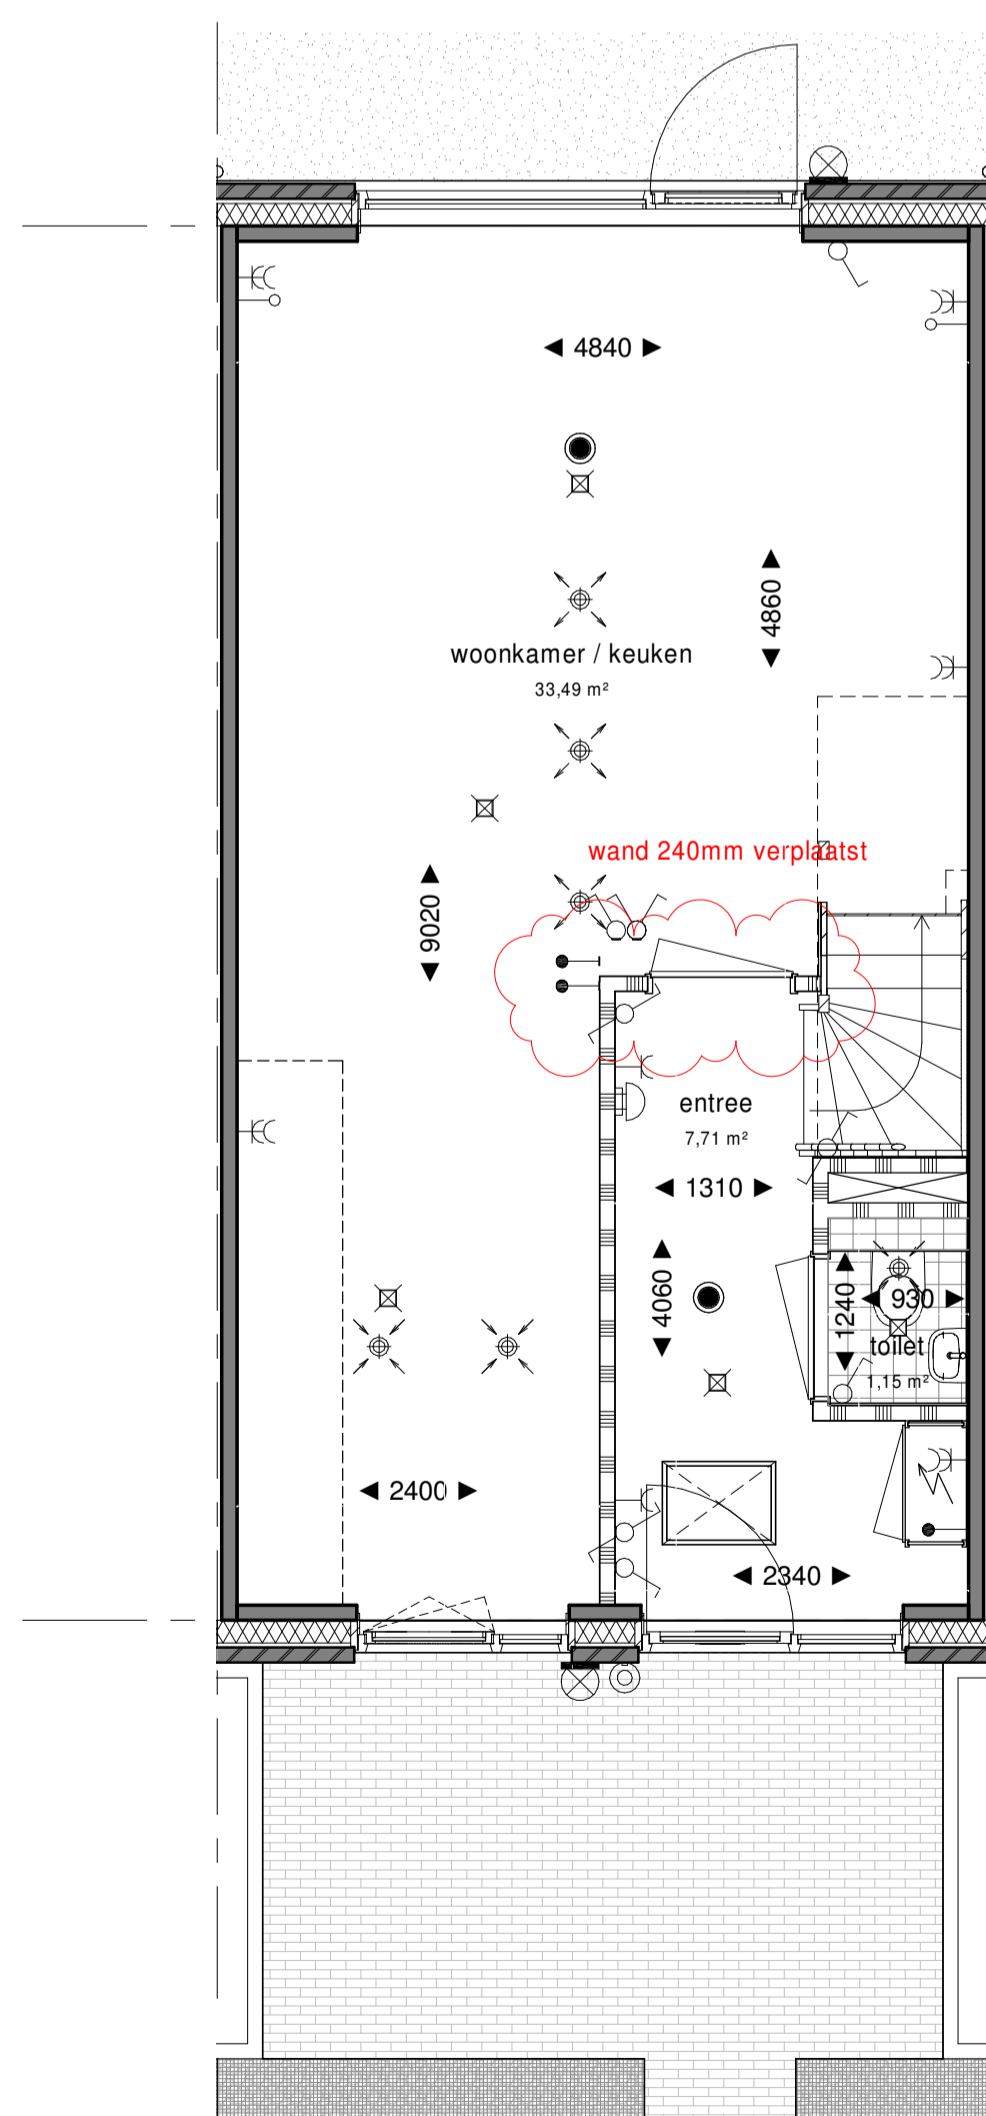 4840
4860
woonkamer / keuken
33,49 m²
wand 240mm verplaatst
9020
entree
7,71 m²
1310
4060
1240
930
toilet
1,15 m²
2400
2340